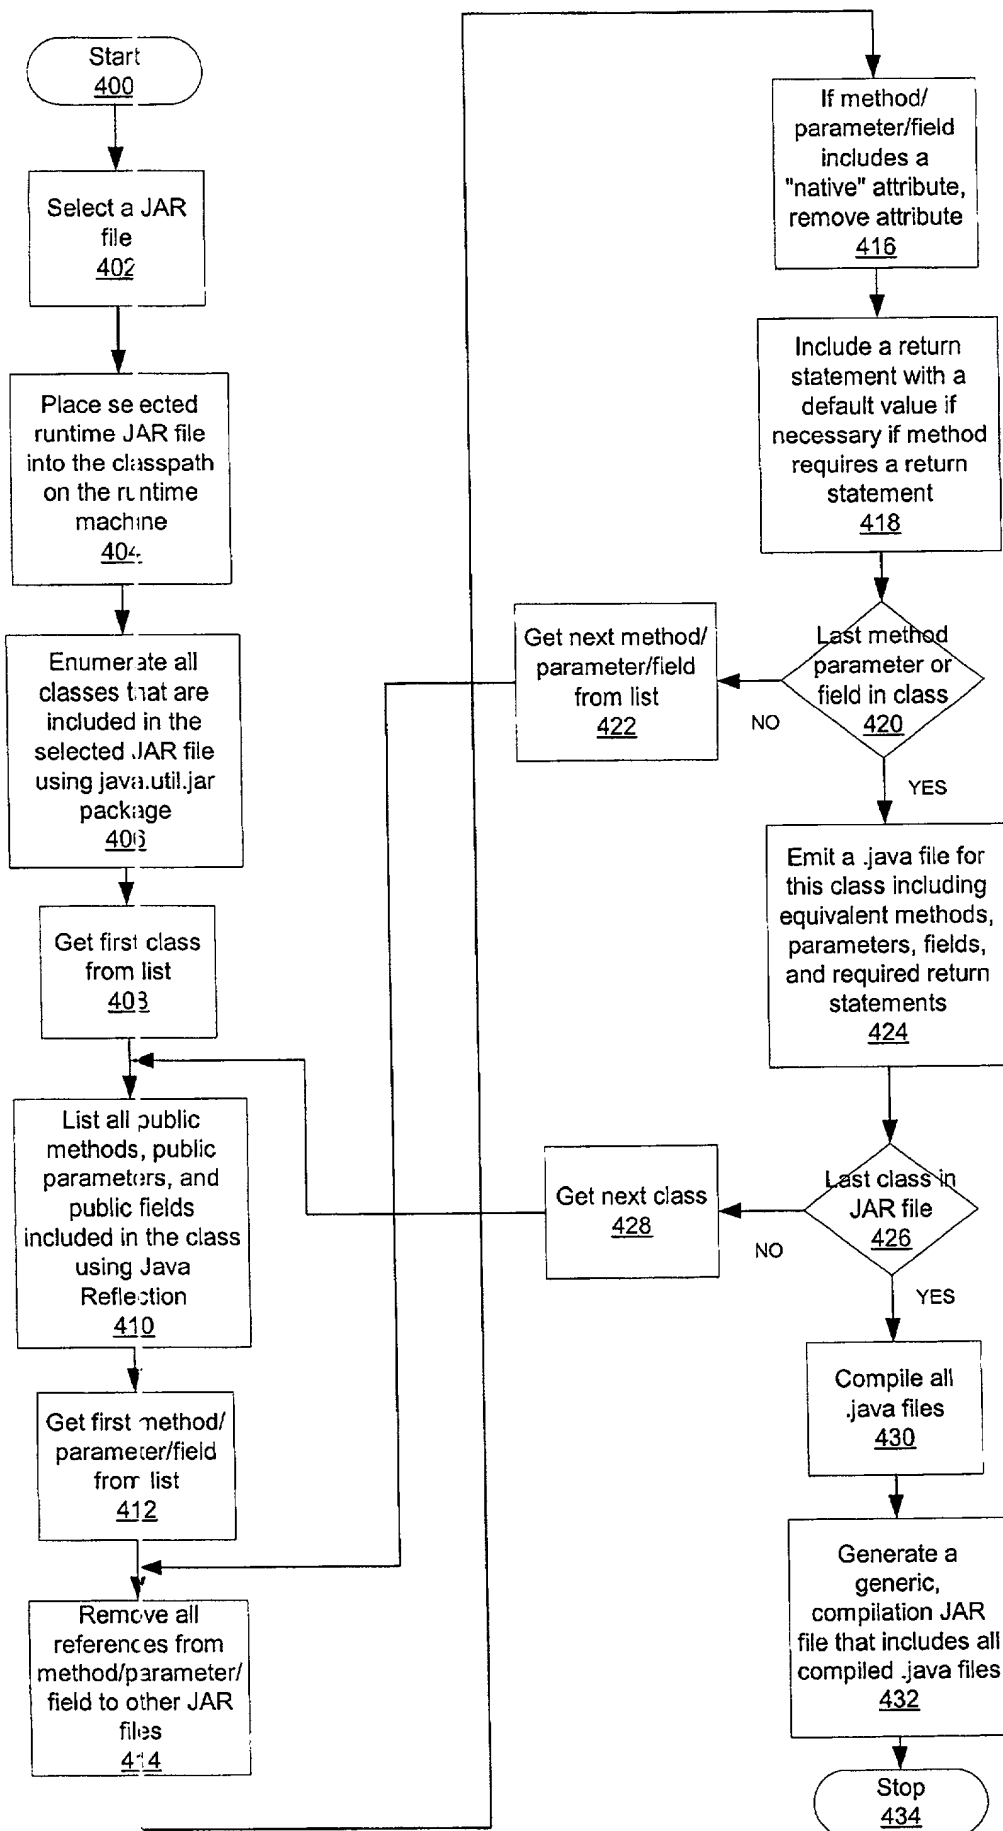 Start
400
Select a JAR
file
402
Place selected
runtime JAR file
into the classpath
on the runtime
machine
404
Enumerate all
classes that are
included in the
selected JAR file
using java.util.jar
package
406
Get first class
from list
408
List all public
methods, public
parameters, and
public fields
included in the class
using Java
Reflection
410
Get first method/
parameter/field
from list
412
Remove all
references from
method/parameter/
field to other JAR
files
414
If method/
parameter/field
includes a
"native" attribute,
remove attribute
416
Include a return
statement with a
default value if
necessary if method
requires a return
statement
418
Last method
parameter or
field in class
420
NO
Get next method/
parameter/field
from list
422
YES
Emit a .java file for
this class including
equivalent methods,
parameters, fields,
and required return
statements
424
Last class in
JAR file
426
NO
Get next class
428
YES
Compile all
.java files
430
Generate a
generic,
compilation JAR
file that includes all
compiled .java files
432
Stop
434